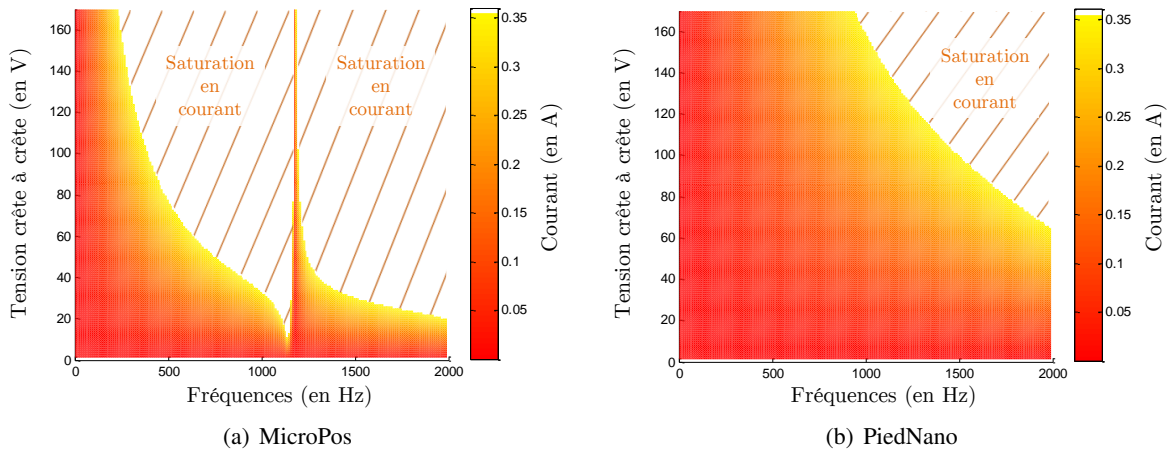 Tension crête à crête (en V)
160
140
120
100
80
60
40
20
0
Saturation
en
courant
Saturation
en
courant
0
500
1000
1500
2000
Fréquences (en Hz)
0.35
0.3
0.25
0.2
0.15
0.1
0.05
Courant (en A)
(a) MicroPos
Tension crête à crête (en V)
160
140
120
100
80
60
40
20
0
Saturation
en
courant
0
500
1000
1500
2000
Fréquences (en Hz)
0.35
0.3
0.25
0.2
0.15
0.1
0.05
Courant (en A)
(b) PiedNano